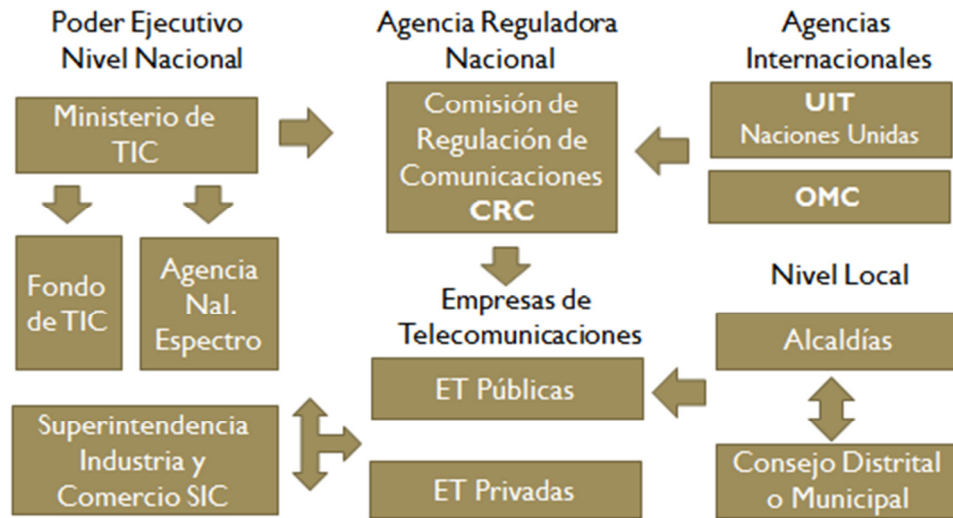 Poder Ejecutivo
Nivel Nacional
Ministerio de
TIC
Fondo
de TIC
Agencia
Nal.
Espectro
Superintendencia
Industria y
Comercio SIC
Agencia Reguladora
Nacional
Comisión de
Regulación de
Comunicaciones
CRC
Empresas de
Telecomunicaciones
ET Públicas
ET Privadas
Agencias
Internacionales
UIT
Naciones Unidas
OMC
Nivel Local
Alcaldías
Consejo Distrital
o Municipal